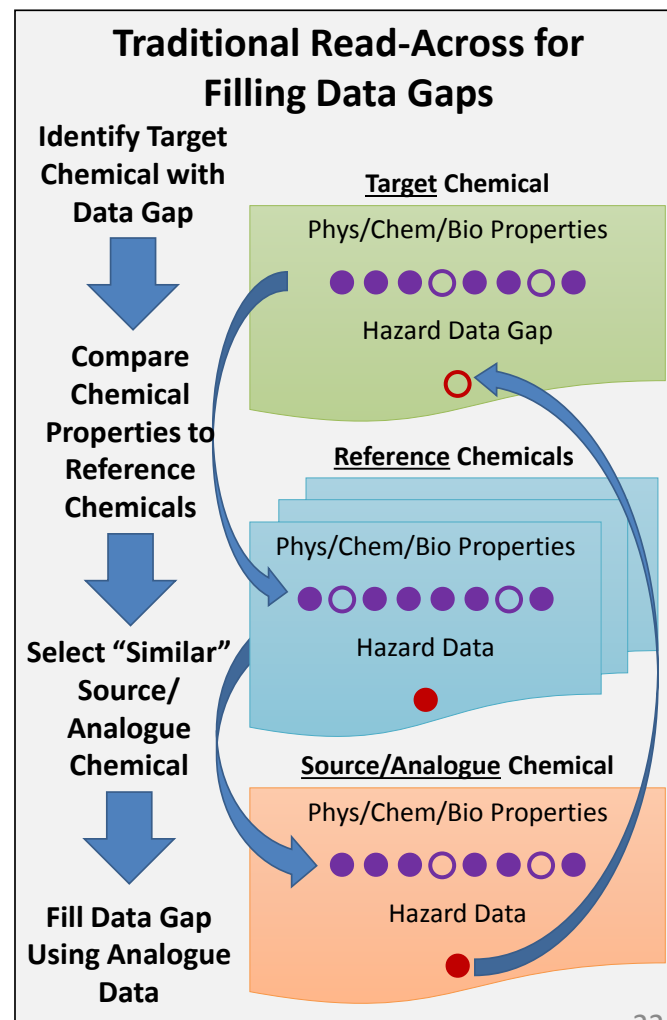 Traditional Read-Across for
Filling Data Gaps
Identify Target
Chemical with
Data Gap
Compare
Chemical
Properties to
Reference
Chemicals
Select “Similar”
Source/
Analogue
Chemical
Fill Data Gap
Using Analogue
Data
Target Chemical
Phys/Chem/Bio Properties
Hazard Data Gap
Reference Chemicals
Phys/Chem/Bio Properties
Hazard Data
Source/Analogue Chemical
Phys/Chem/Bio Properties
Hazard Data